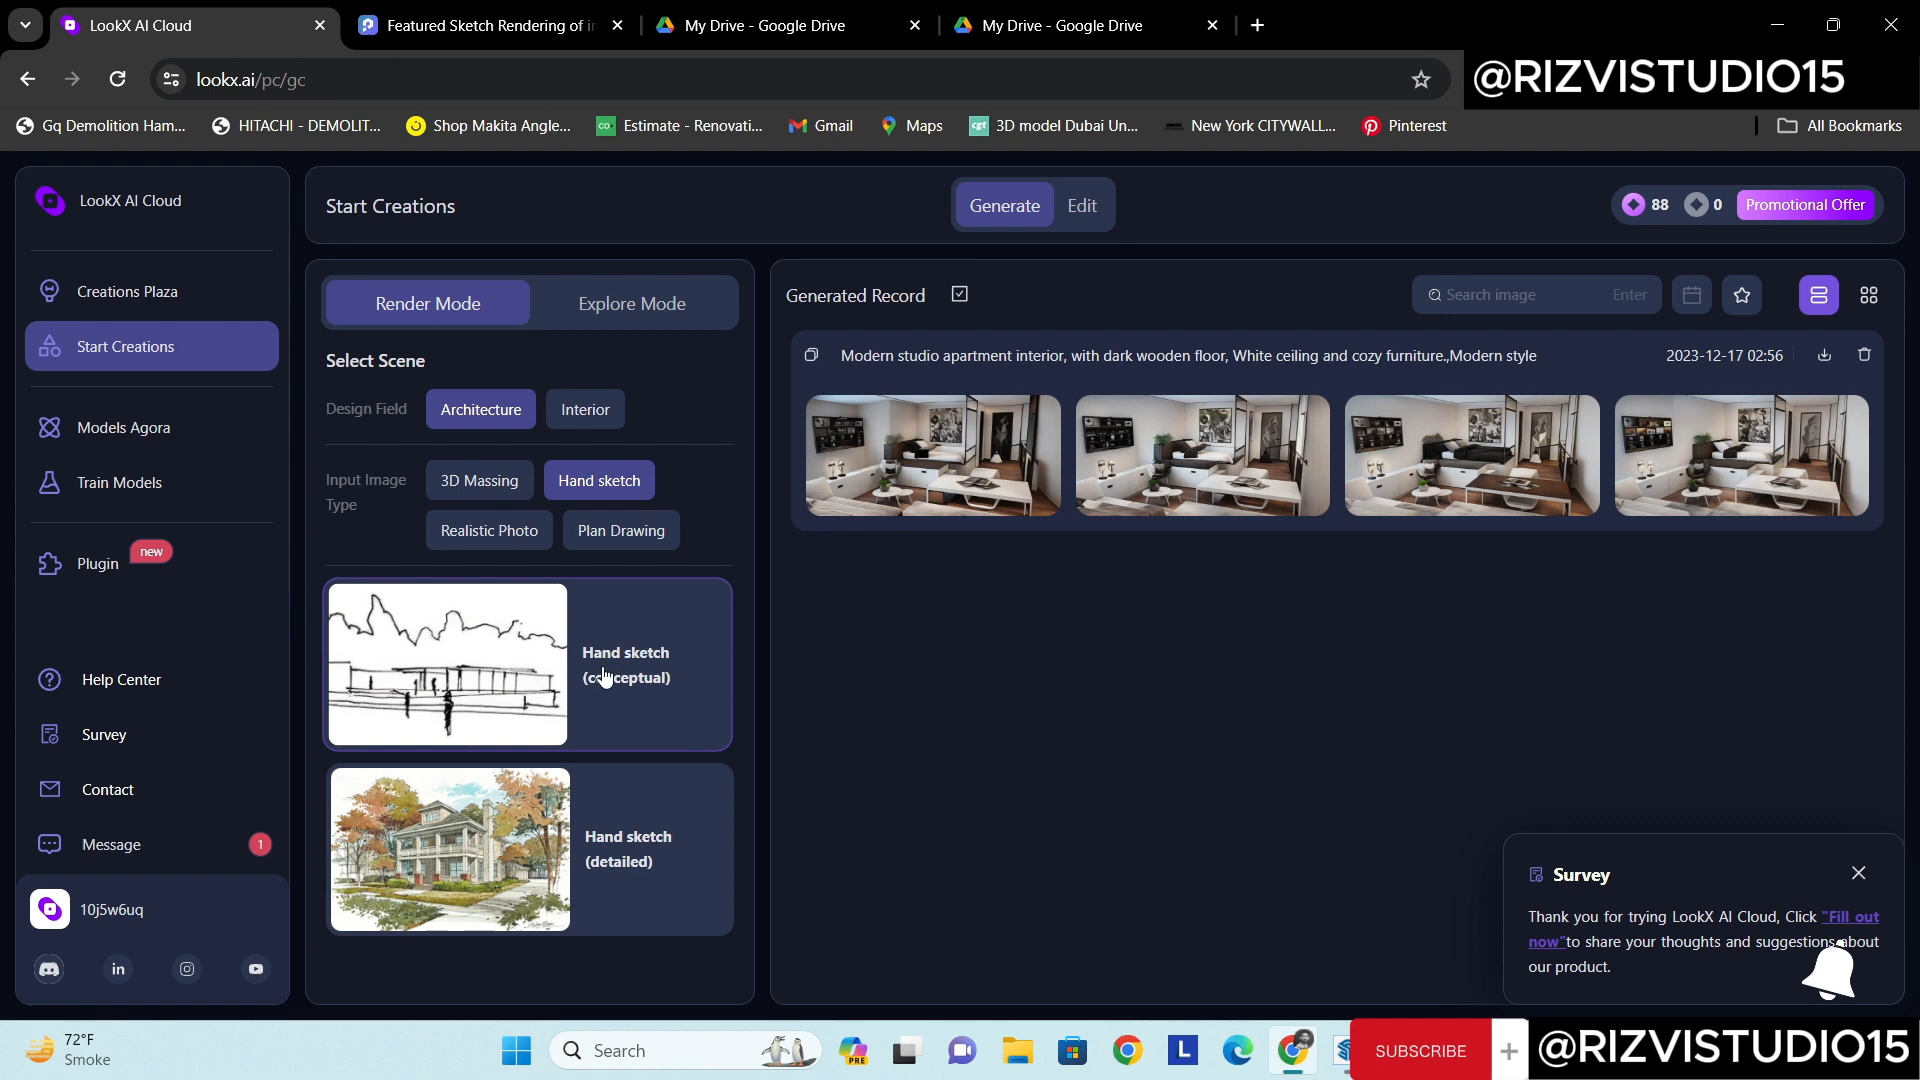 LookX AI Cloud
Featured Sketch Rendering of in
My Drive - Google Drive
My Drive - Google Drive
lookx.ai/pc/gc
@RIZVISTUDIO15
Gq Demolition Ham...
HITACHI - DEMOLIT...
Shop Makita Angle...
Estimate - Renovati...
Gmail
Maps
3D model Dubai Un...
New York CITYWALL...
Pinterest
All Bookmarks
LookX AI Cloud
Start Creations
Generate
Edit
88
0
Promotional Offer
Creations Plaza
Start Creations
Models Agora
Train Models
Plugin
new
Help Center
Survey
Contact
Message
1
10j5w6uq
Render Mode
Explore Mode
Select Scene
Design Field
Architecture
Interior
Input Image
Type
3D Massing
Hand sketch
Realistic Photo
Plan Drawing
Hand sketch
(conceptual)
Hand sketch
(detailed)
Generated Record
Search image
Enter
Modern studio apartment interior, with dark wooden floor, White ceiling and cozy furniture.,Modern style
2023-12-17 02:56
Survey
Thank you for trying LookX AI Cloud, Click "Fill out
now"to share your thoughts and suggestions about
our product.
72°F
Smoke
Search
PRE
L
SUBSCRIBE
+
@RIZVISTUDIO15